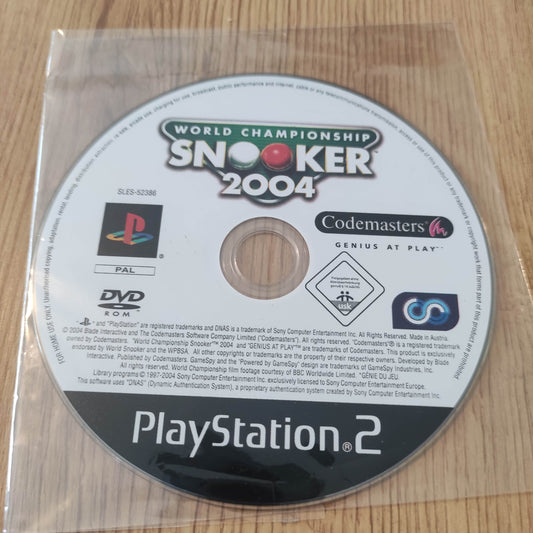 FOR HOME USE ONLY. Unauthorised copying, adaptation, rental, lending, distribution, extraction, re-sale, arcade use, charging for use, broadcast, public performance and internet, cable or any telecommunications transmission, access or use of this product or any trademark or copyright work that forms part of this product are prohibited
WORLD CHAMPIONSHIP
SNOOKER
2004
SLES-52386
PAL
Codemasters
GENIUS AT PLAY™
DVD
ROM
usk
"PlayStation" are registered trademarks and DNAS is a trademark of Sony Computer Entertainment Inc. All Rights Reserved. Made in Austria.
© 2004 Blade Interactive and The Codemasters Software Company Limited ("Codemasters"). All rights reserved. "Codemasters"® is a registered trademark
owned by Codemasters. "World Championship Snooker"™ 2004 and "GENIUS AT PLAY"™ are trademarks of Codemasters. This product is exclusively
endorsed by World Snooker and the WPBSA. All other copyrights or trademarks are the property of their respective owners. Developed by Blade
Interactive. Published by Codemasters. GameSpy and the "Powered by GameSpy" design are trademarks of GameSpy Industries, Inc.
All rights reserved. World Championship film footage courtesy of BBC Worldwide Limited. "GÉNIE DU JEU.
Library programs © 1997-2004 Sony Computer Entertainment Inc. exclusively licensed to Sony Computer Entertainment Europe.
This software uses "DNAS" (Dynamic Authentication System), a proprietary authentication system created by Sony Computer Entertainment Inc.
PlayStation®2